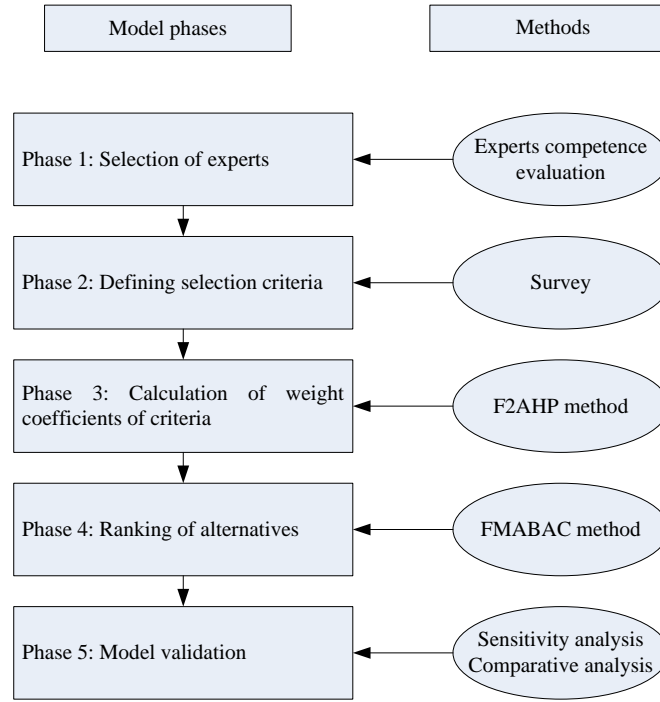 Model phases
Methods
Phase 1: Selection of experts
Experts competence
evaluation
Phase 2: Defining selection criteria
Survey
Phase 3: Calculation of weight
coefficients of criteria
F2AHP method
Phase 4: Ranking of alternatives
FMABAC method
Phase 5: Model validation
Sensitivity analysis
Comparative analysis